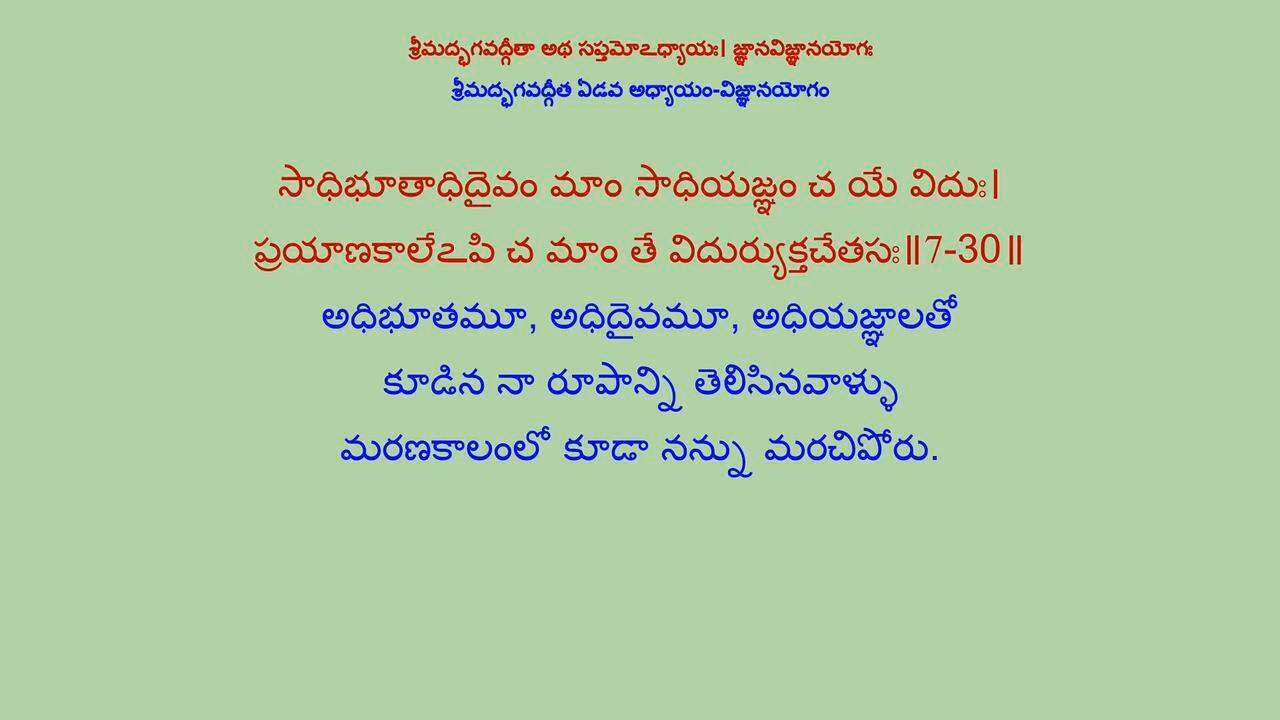 శ్రీమద్భగవద్గీతా అథ సప్తమోఽధ్యాయః। జ్ఞానవిజ్ఞానయోగః
శ్రీమద్భగవద్గీత ఏడవ అధ్యాయం-విజ్ఞానయోగం
సాధిభూతాధిదైవం మాం సాధియజ్ఞం చ యే విదుః।
ప్రయాణకాలేఽపి చ మాం తే విదుర్యుక్తచేతసః॥7-30॥
అధిభూతమూ, అధిదైవమూ, అధియజ్ఞాలతో
కూడిన నా రూపాన్ని తెలిసినవాళ్ళు
మరణకాలంలో కూడా నన్ను మరచిపోరు.